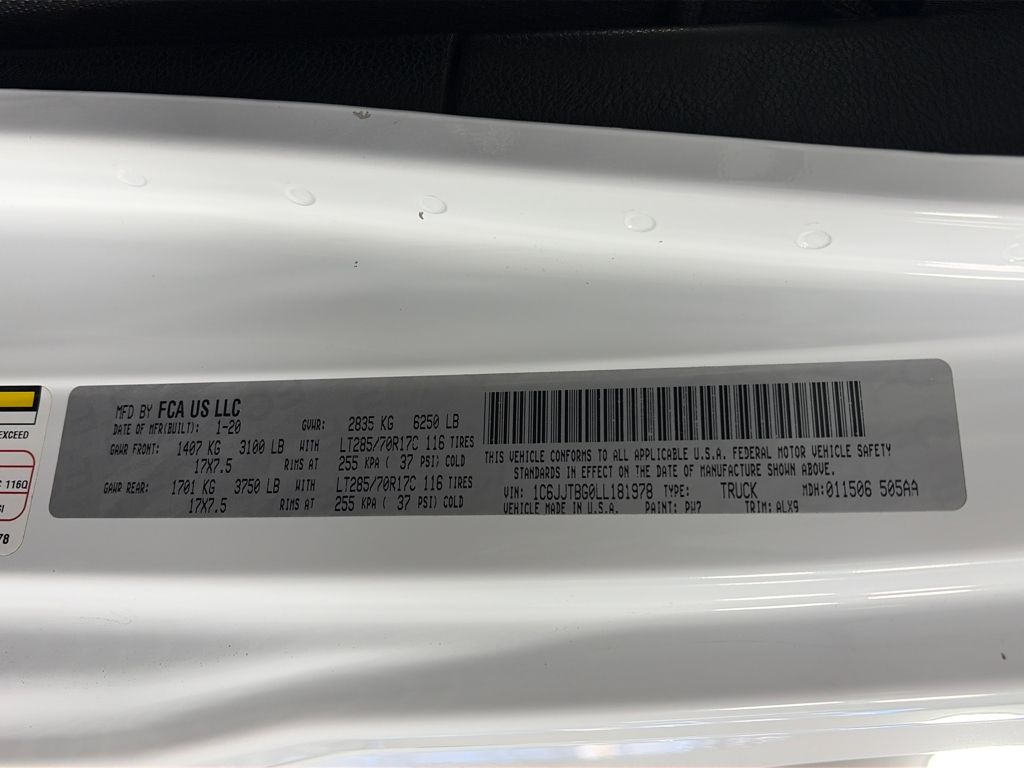 EXCEED
116Q
78
MFD BY FCA US LLC
DATE OF MFR(BUILT): 1-20 GVWR: 2835 KG 6250 LB
GAWR FRONT: 1407 KG 3100 LB WITH LT285/70R17C 116 TIRES
17X7.5 RIMS AT 255 KPA ( 37 PSI) COLD
GAWR REAR: 1701 KG 3750 LB WITH LT285/70R17C 116 TIRES
17X7.5 RIMS AT 255 KPA ( 37 PSI) COLD
THIS VEHICLE CONFORMS TO ALL APPLICABLE U.S.A. FEDERAL MOTOR VEHICLE SAFETY
STANDARDS IN EFFECT ON THE DATE OF MANUFACTURE SHOWN ABOVE.
VIN: 1C6JJTBG0LL181978 TYPE: TRUCK MDH: 011506 505AA
VEHICLE MADE IN U.S.A. PAINT: PW7 TRIM: ALX9